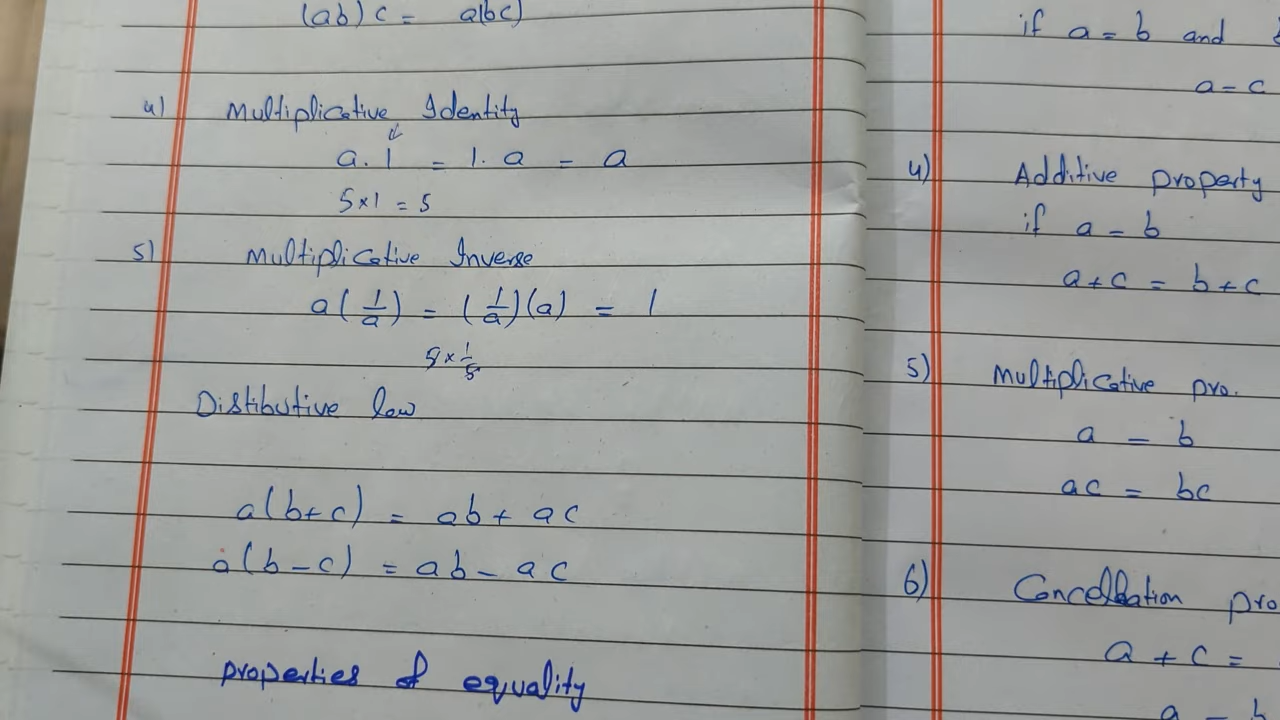 (ab) c = a(bc)
4) Multiplicative Identity
a . 1 = 1 . a = a
5 × 1 = 5
5) Multiplicative Inverse
a ( 1/a ) = ( 1/a ) (a) = 1
5 × 1/5
Distibutive law
a(b+c) = ab + ac
a(b-c) = ab - ac
properties of equality
if a = b and
a = c
4) Additive property
if a = b
a+c = b+c
5) Multiplicative pro.
a = b
ac = bc
6) Cancellation pro
a + c =
a = b